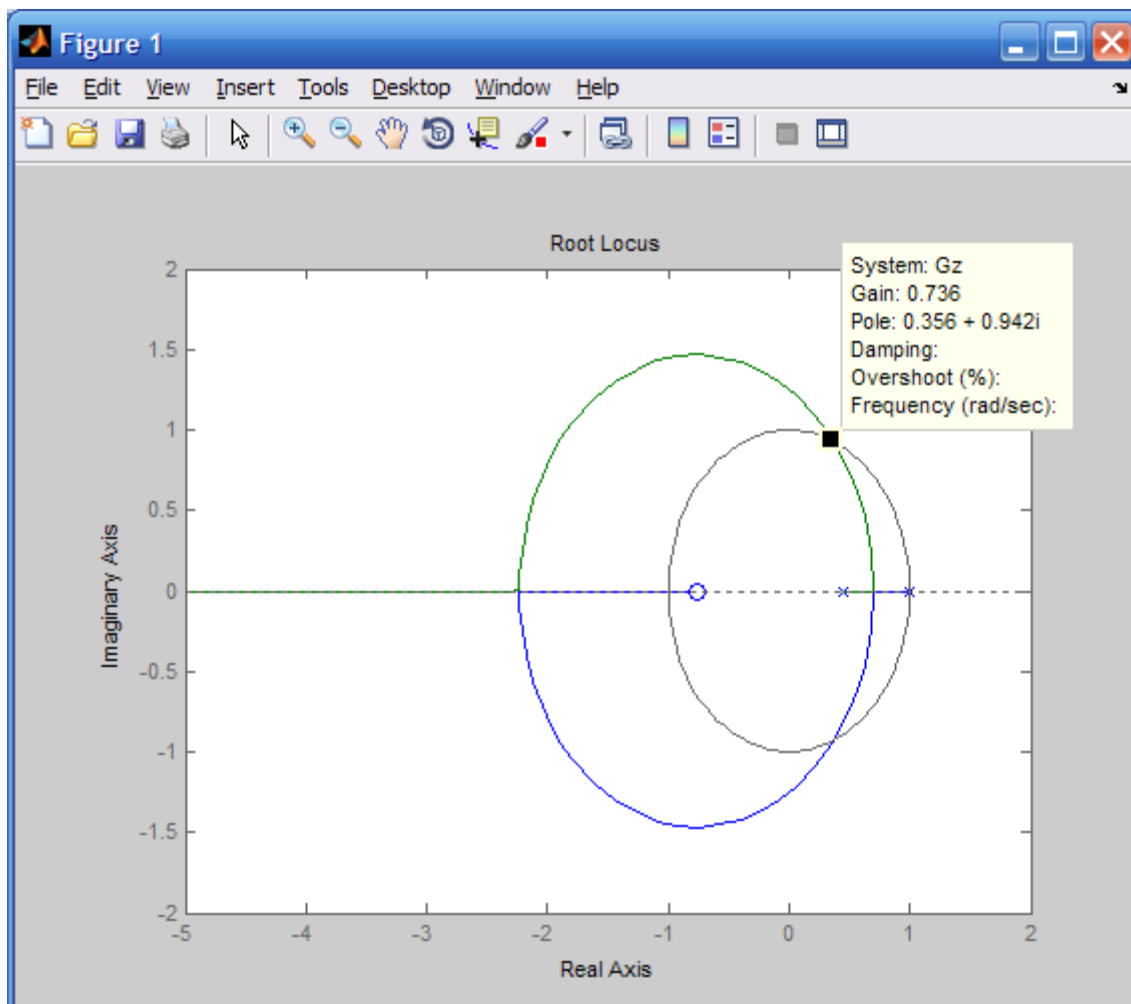 Figure 1
File Edit View Insert Tools Desktop Window Help
Root Locus
System: Gz
Gain: 0.736
Pole: 0.356 + 0.942i
Damping:
Overshoot (%):
Frequency (rad/sec):
2
1.5
1
0.5
0
-0.5
-1
-1.5
-2
Imaginary Axis
-5 -4 -3 -2 -1 0 1 2
Real Axis